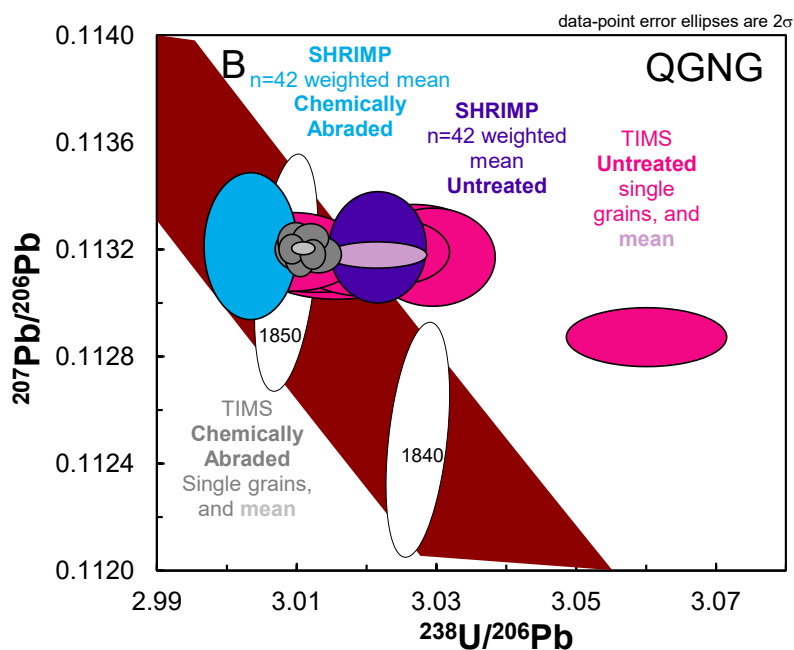 data-point error ellipses are 2σ
B
QGNG
SHRIMP
n=42 weighted mean
Chemically
Abraded
SHRIMP
n=42 weighted
mean
Untreated
TIMS
Untreated
single
grains, and
mean
1850
1840
TIMS
Chemically
Abraded
Single grains,
and mean
0.1140
0.1136
0.1132
0.1128
0.1124
0.1120
207Pb/206Pb
2.99
3.01
3.03
3.05
3.07
238U/206Pb